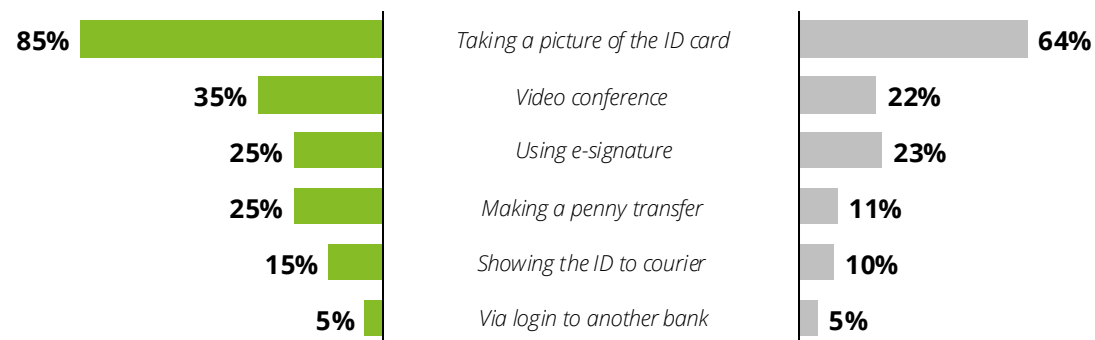 85% Taking a picture of the ID card 64%
35% Video conference 22%
25% Using e-signature 23%
25% Making a penny transfer 11%
15% Showing the ID to courier 10%
5% Via login to another bank 5%